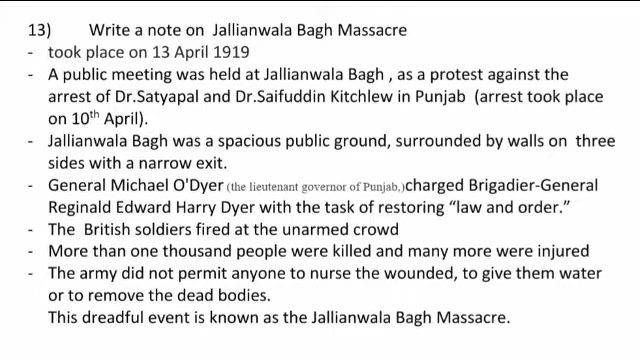 13) Write a note on Jallianwala Bagh Massacre
- took place on 13 April 1919
- A public meeting was held at Jallianwala Bagh , as a protest against the
arrest of Dr.Satyapal and Dr.Saifuddin Kitchlew in Punjab (arrest took place
on 10th April).
- Jallianwala Bagh was a spacious public ground, surrounded by walls on three
sides with a narrow exit.
- General Michael O'Dyer (the lieutenant governor of Punjab,)charged Brigadier-General
Reginald Edward Harry Dyer with the task of restoring “law and order.”
- The British soldiers fired at the unarmed crowd
- More than one thousand people were killed and many more were injured
- The army did not permit anyone to nurse the wounded, to give them water
or to remove the dead bodies.
This dreadful event is known as the Jallianwala Bagh Massacre.